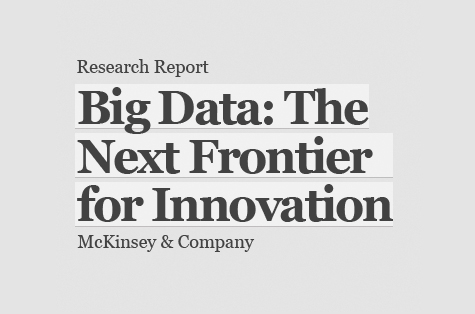 Research Report
Big Data: The
Next Frontier
for Innovation
McKinsey & Company